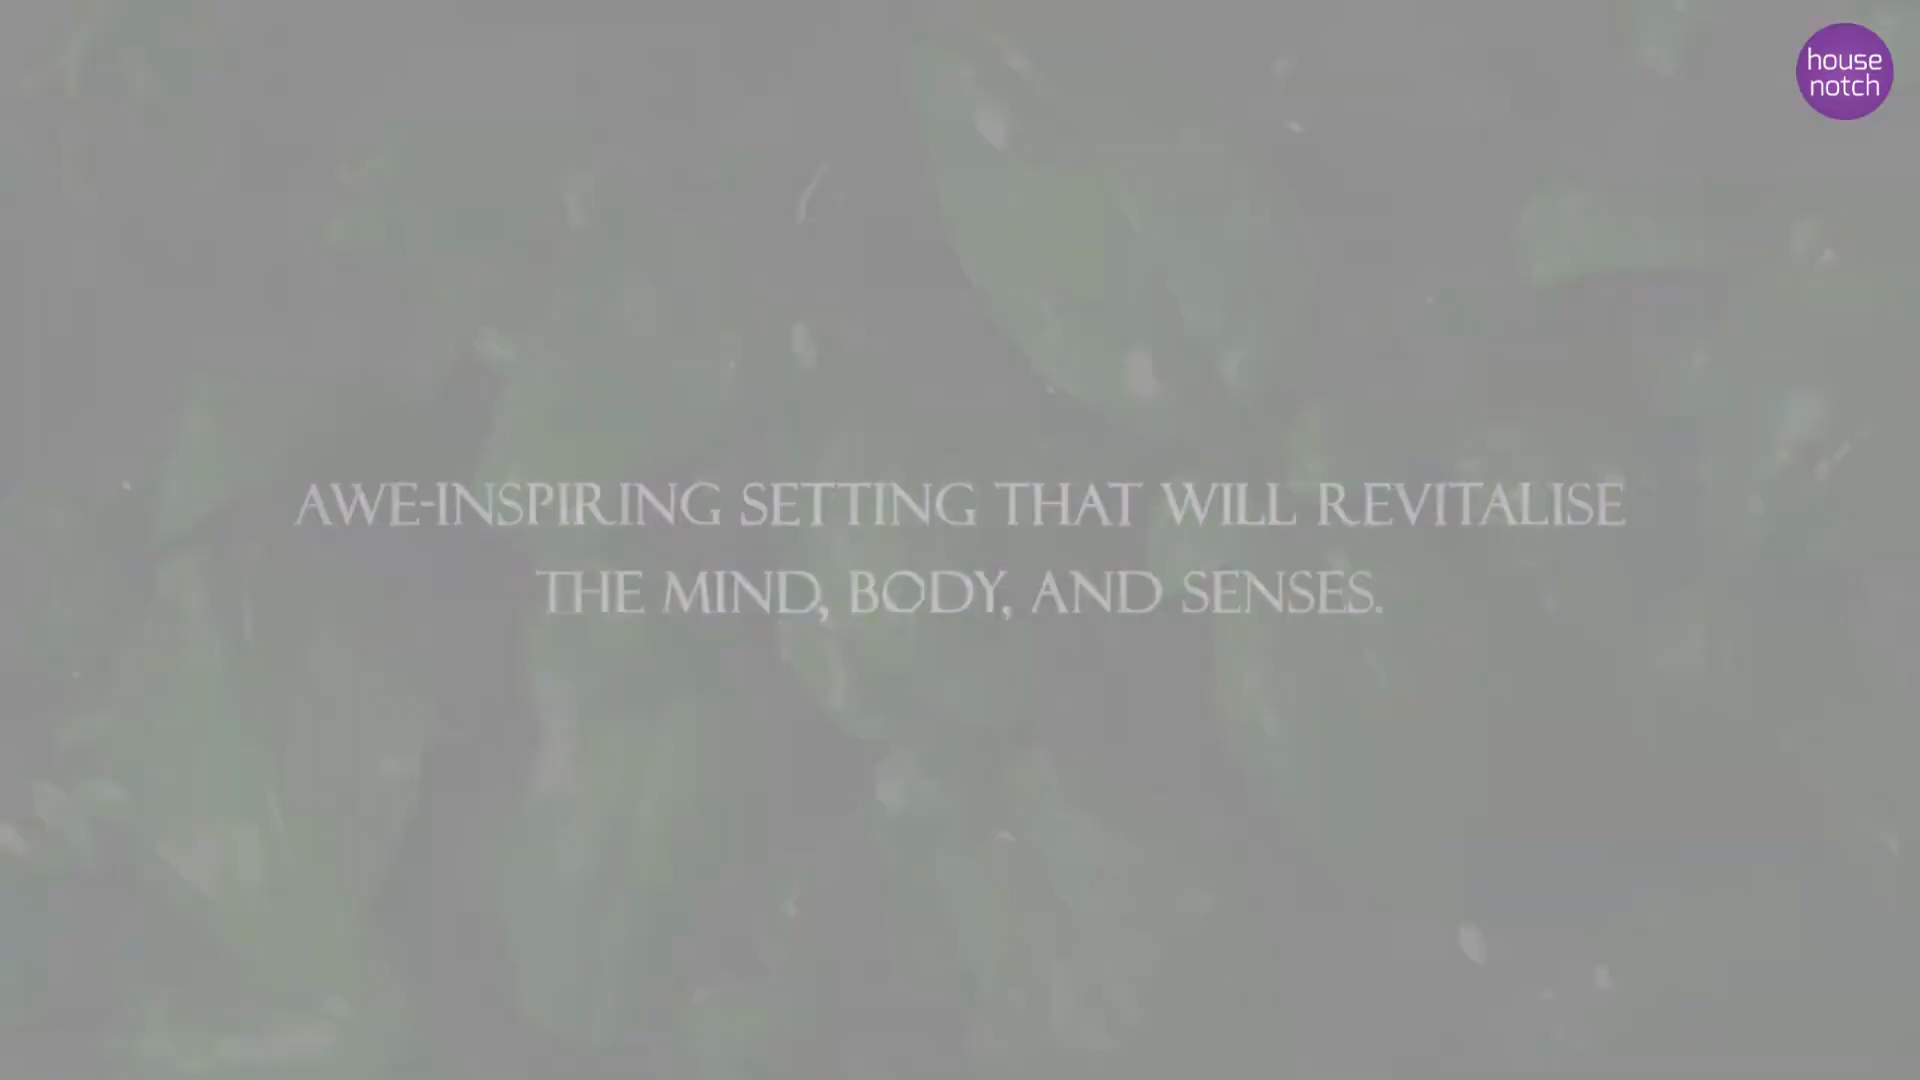 house
notch
AWE-INSPIRING SETTING THAT WILL REVITALISE
THE MIND, BODY, AND SENSES.